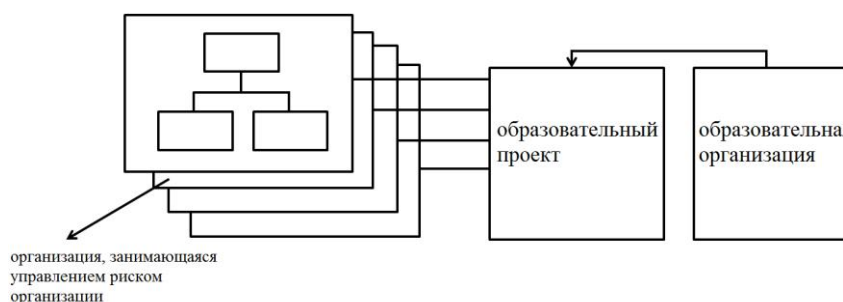 образовательный
проект
образовательна
организация
организация, занимающаяся
управлением риском
организации